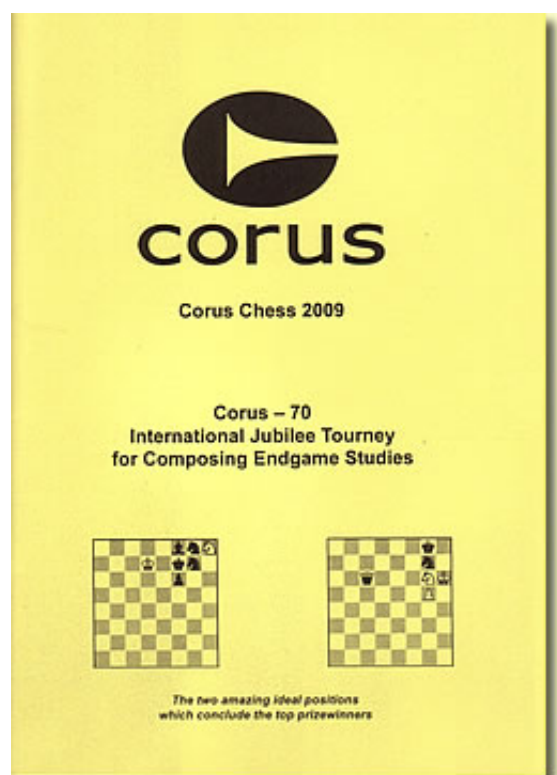 corus
Corus Chess 2009
Corus – 70
International Jubilee Tourney
for Composing Endgame Studies
The two amazing ideal positions
which conclude the top prizewinners